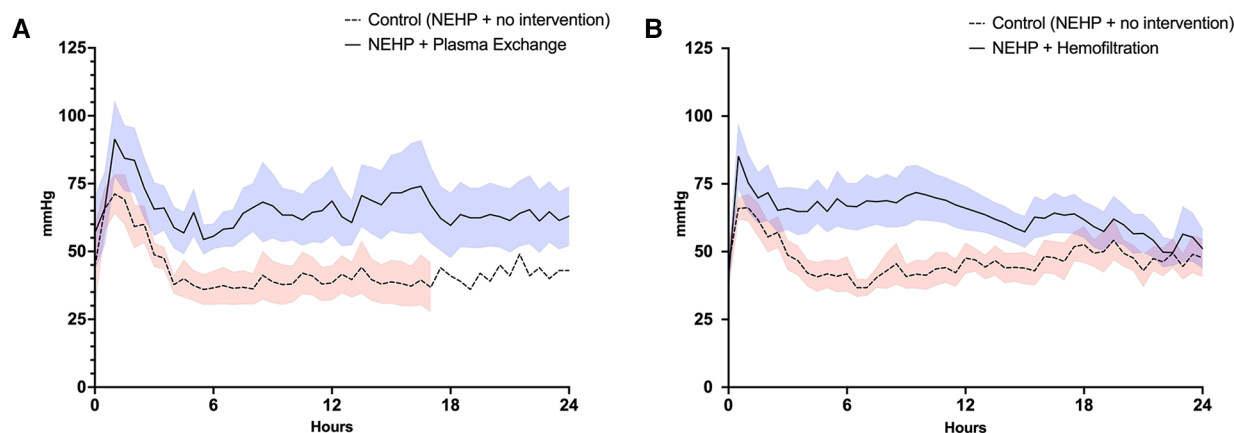 A
Control (NEHP + no intervention)
NEHP + Plasma Exchange
125
100
75
50
25
0
mmHg
0 6 12 18 24
Hours
B
Control (NEHP + no intervention)
NEHP + Hemofiltration
125
100
75
50
25
0
mmHg
0 6 12 18 24
Hours